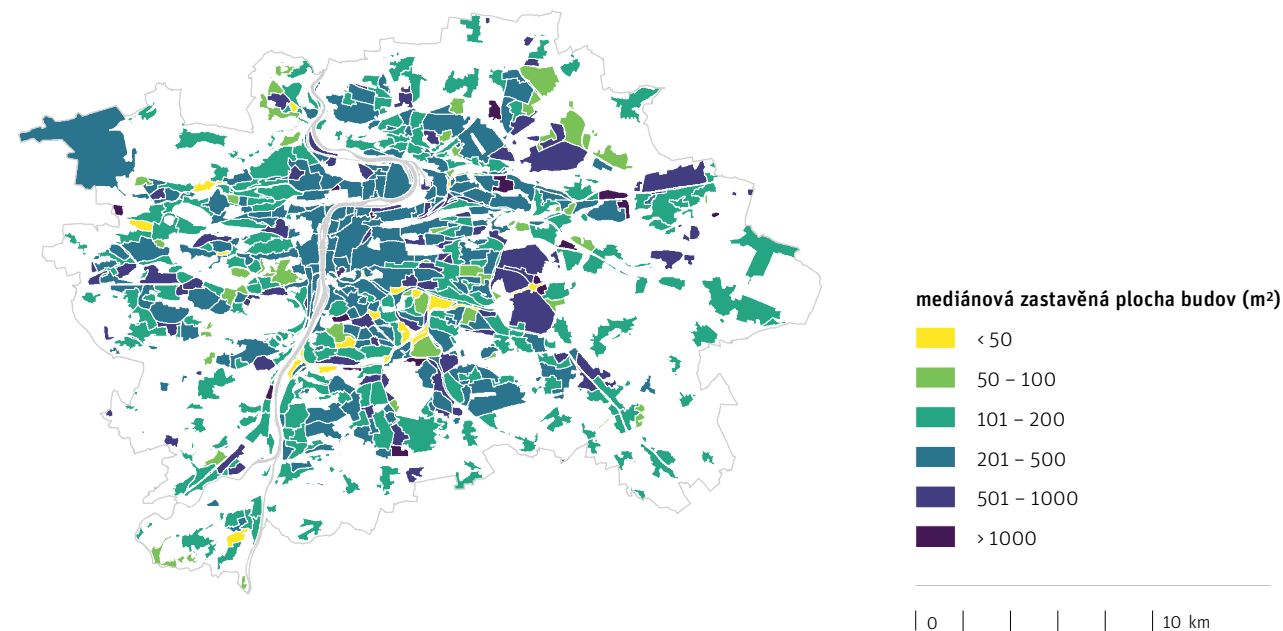 mediánová zastavěná plocha budov (m²)
< 50
50 – 100
101 – 200
201 – 500
501 – 1000
> 1000
0 10 km